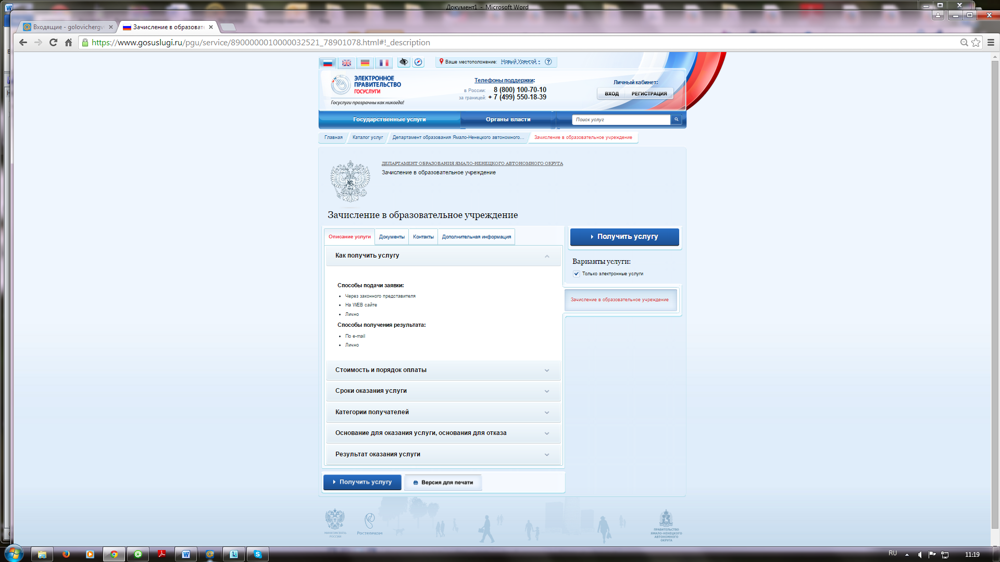 Документ1 - Microsoft Word
Входящие - golovicherg
Зачисление в образоват
https://www.gosuslugi.ru/pgu/service/8900000010000032521_78901078.html#!_description
Ваше местоположение: Новый Уренгой
ЭЛЕКТРОННОЕ
ПРАВИТЕЛЬСТВО
ГОСУСЛУГИ
Госуслуги прозрачны как никогда!
Телефоны поддержки:
в России: 8 (800) 100-70-10
за границей: + 7 (499) 550-18-39
Личный кабинет:
ВХОД РЕГИСТРАЦИЯ
Государственные услуги
Органы власти
Поиск услуг
Главная
Каталог услуг
Департамент образования Ямало-Ненецкого автономного...
Зачисление в образовательное учреждение
ДЕПАРТАМЕНТ ОБРАЗОВАНИЯ ЯМАЛО-НЕНЕЦКОГО АВТОНОМНОГО ОКРУГА
Зачисление в образовательное учреждение
Зачисление в образовательное учреждение
Описание услуги
Документы
Контакты
Дополнительная информация
Как получить услугу
Способы подачи заявки:
Через законного представителя
На WEB сайте
Лично
Способы получения результата:
По e-mail
Лично
Стоимость и порядок оплаты
Сроки оказания услуги
Категории получателей
Основание для оказания услуги, основания для отказа
Результат оказания услуги
Получить услугу
Версия для печати
Получить услугу
Варианты услуги:
Только электронные услуги
Зачисление в образовательное учреждение
МИНКОМСВЯЗЬ
РОССИИ
Ростелеком
ПРАВИТЕЛЬСТВО
ЯМАЛО-НЕНЕЦКОГО
АВТОНОМНОГО
ОКРУГА
RU
11:19